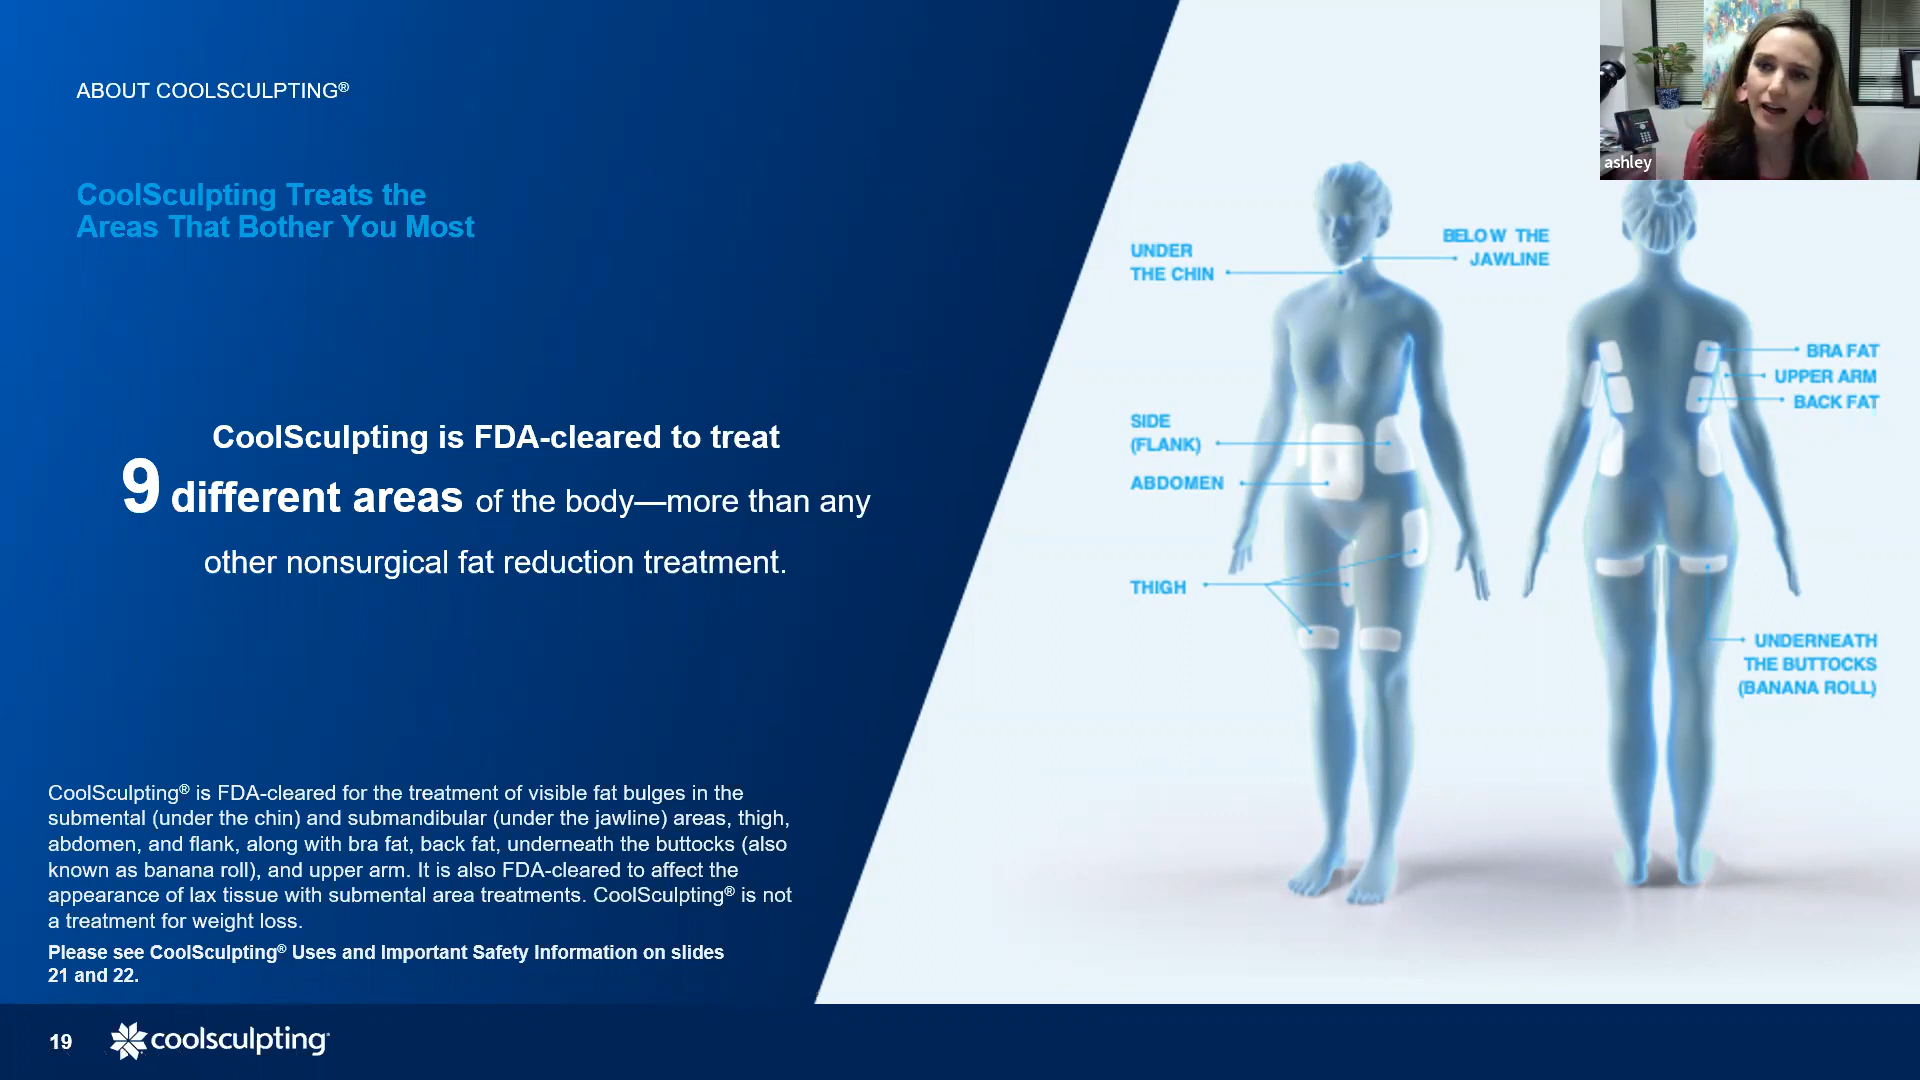 ABOUT COOLSCULPTING®
CoolSculpting Treats the
Areas That Bother You Most
CoolSculpting is FDA-cleared to treat
9 different areas of the body—more than any
other nonsurgical fat reduction treatment.
CoolSculpting® is FDA-cleared for the treatment of visible fat bulges in the
submental (under the chin) and submandibular (under the jawline) areas, thigh,
abdomen, and flank, along with bra fat, back fat, underneath the buttocks (also
known as banana roll), and upper arm. It is also FDA-cleared to affect the
appearance of lax tissue with submental area treatments. CoolSculpting® is not
a treatment for weight loss.
Please see CoolSculpting® Uses and Important Safety Information on slides
21 and 22.
19
coolsculpting
UNDER
THE CHIN
BELOW THE
JAWLINE
SIDE
(FLANK)
ABDOMEN
THIGH
BRA FAT
UPPER ARM
BACK FAT
UNDERNEATH
THE BUTTOCKS
(BANANA ROLL)
ashley